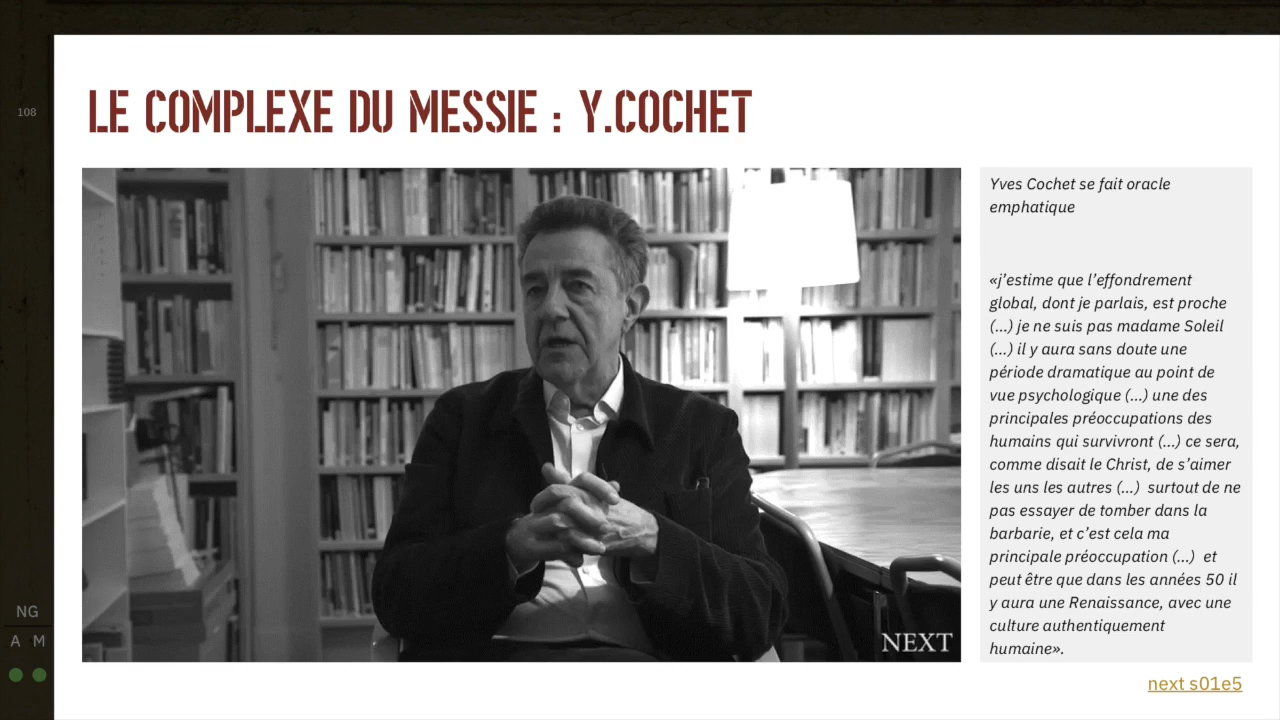 LE COMPLEXE DU MESSIE : Y.COCHET
108
Yves Cochet se fait oracle
emphatique
«j’estime que l’effondrement
global, dont je parlais, est proche
(...) je ne suis pas madame Soleil
(...) il y aura sans doute une
période dramatique au point de
vue psychologique (...) une des
principales préoccupations des
humains qui survivront (...) ce sera,
comme disait le Christ, de s’aimer
les uns les autres (...)  surtout de ne
pas essayer de tomber dans la
barbarie, et c’est cela ma
principale préoccupation (...)  et
peut être que dans les années 50 il
y aura une Renaissance, avec une
culture authentiquement
humaine».
NEXT
next s01e5
NG
A M